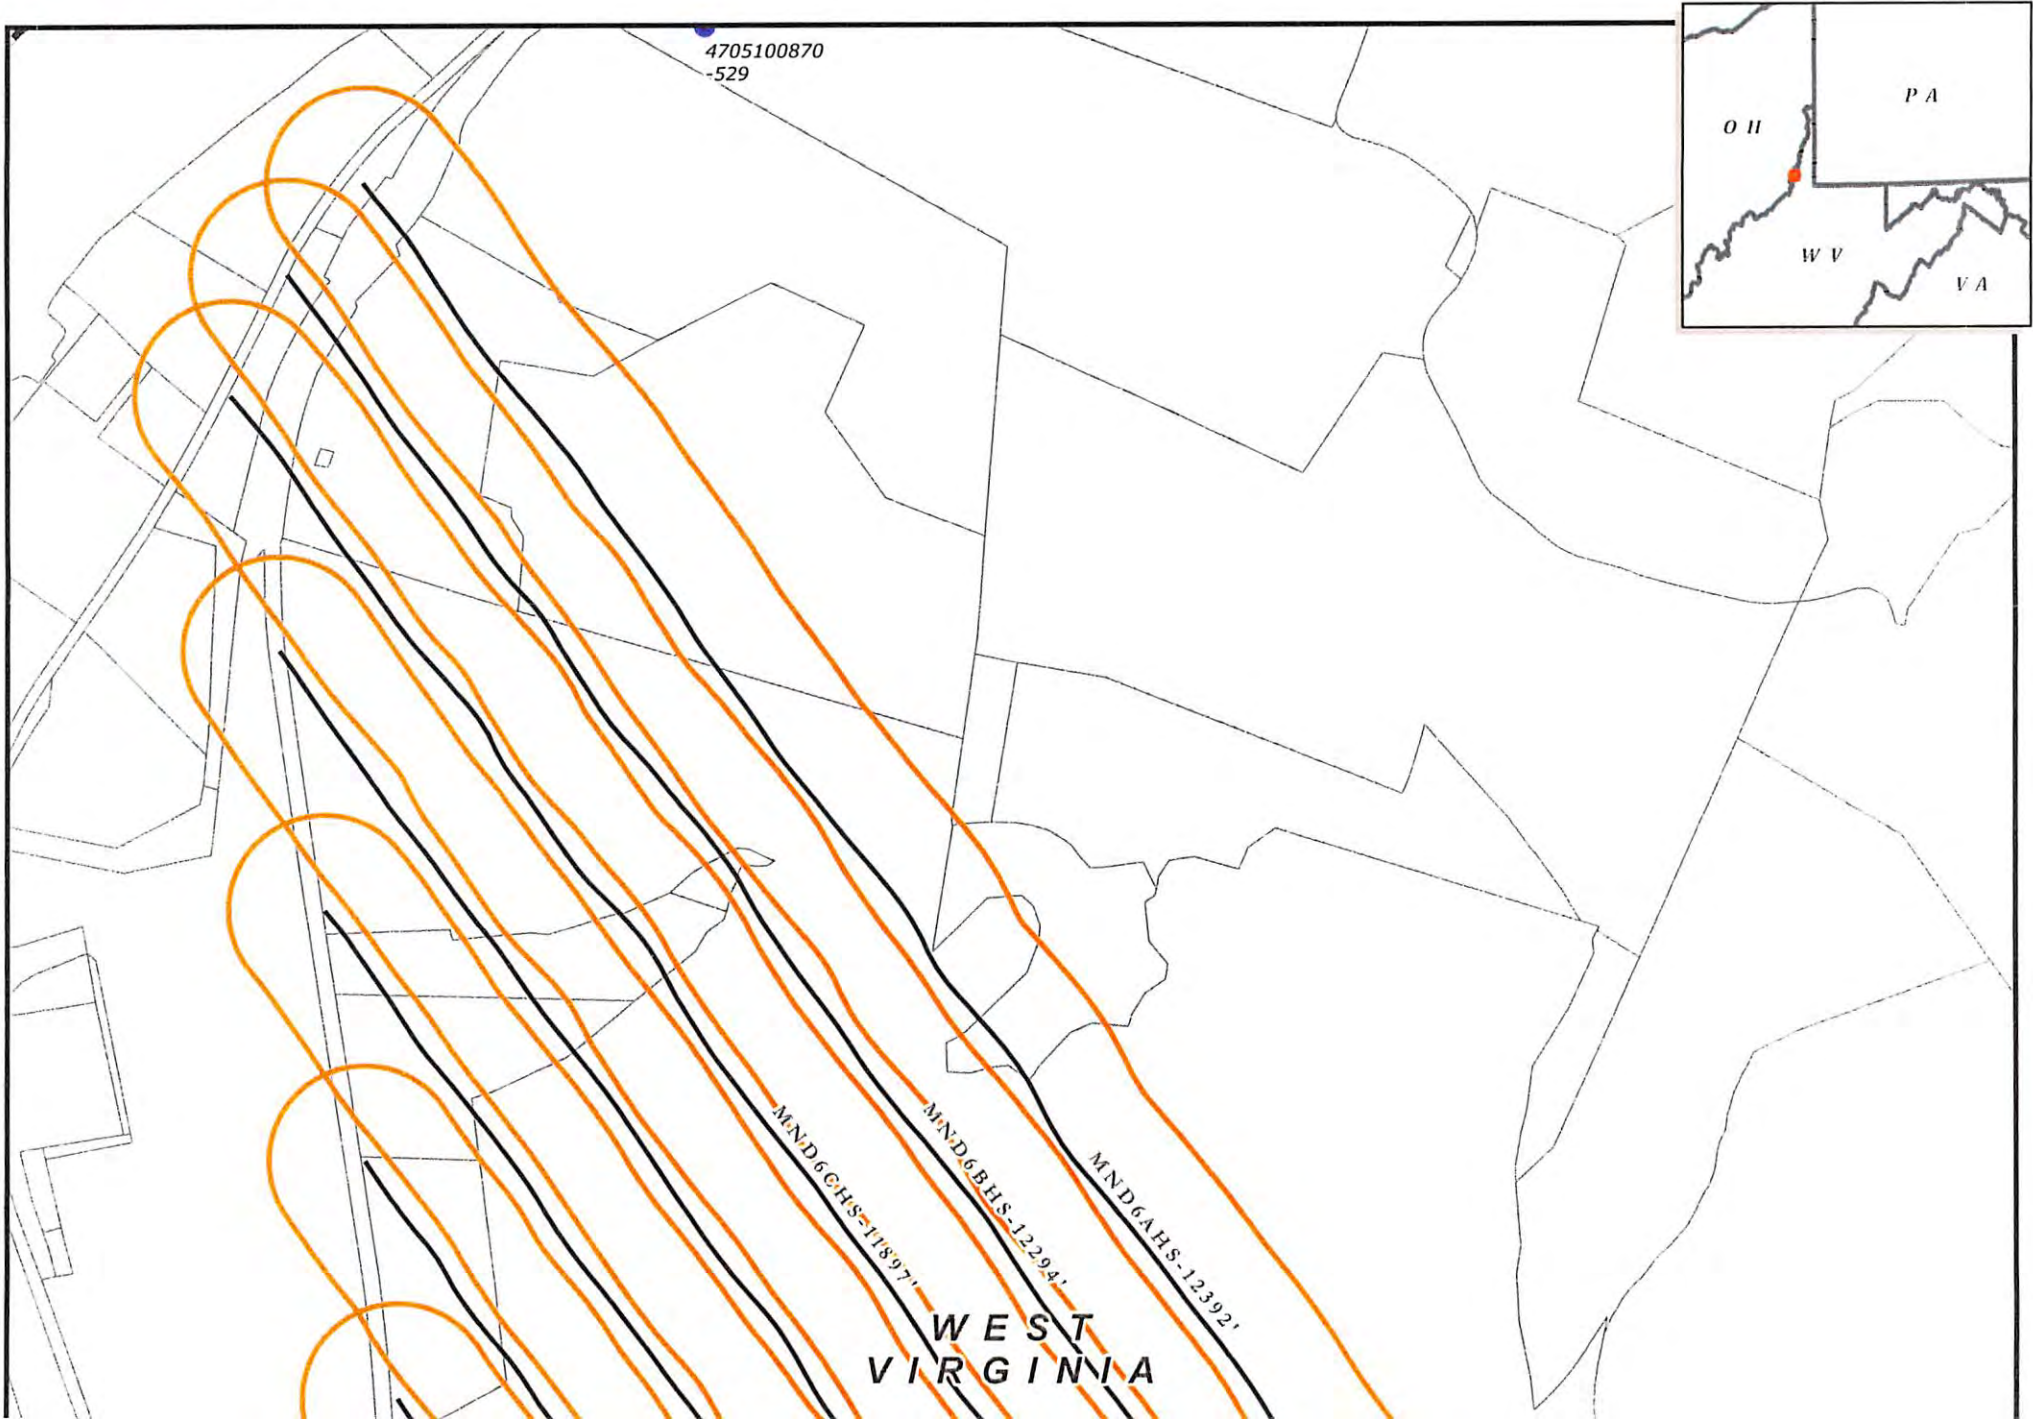 4705100870
-529
P A
O H
W V
V A
MND6CHS-11897'
MND6BHS-12294'
MND6AHS-12392'
WEST
VIRGINIA